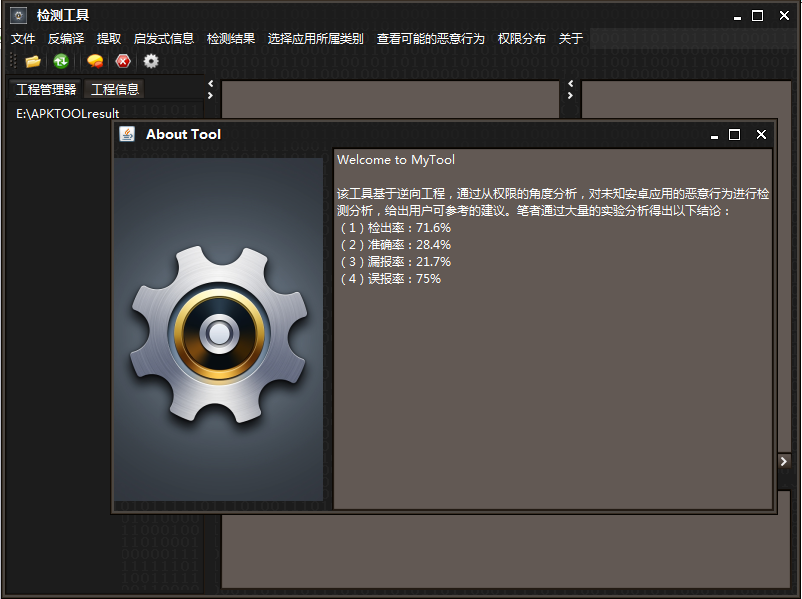 检测工具
文件 反编译 提取 启发式信息 检测结果 选择应用所属类别 查看可能的恶意行为 权限分布 关于
工程管理器 工程信息
E:\APKTOOLresult
About Tool
Welcome to MyTool
该工具基于逆向工程，通过从权限的角度分析，对未知安卓应用的恶意行为进行检
测分析，给出用户可参考的建议。笔者通过大量的实验分析得出以下结论：
（1）检出率：71.6%
（2）准确率：28.4%
（3）漏报率：21.7%
（4）误报率：75%